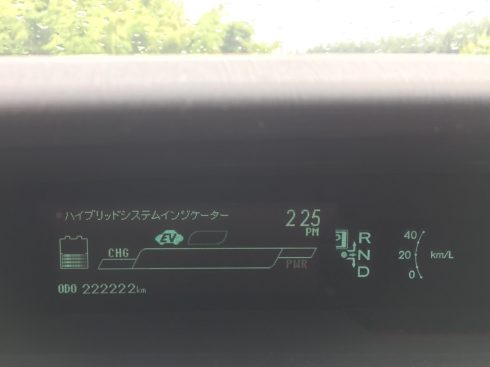 ハイブリッドシステムインジケーター
2:25
PM
EV
CHG
PWR
ODO 222222km
P
R
N
D
40
20 km/L
0